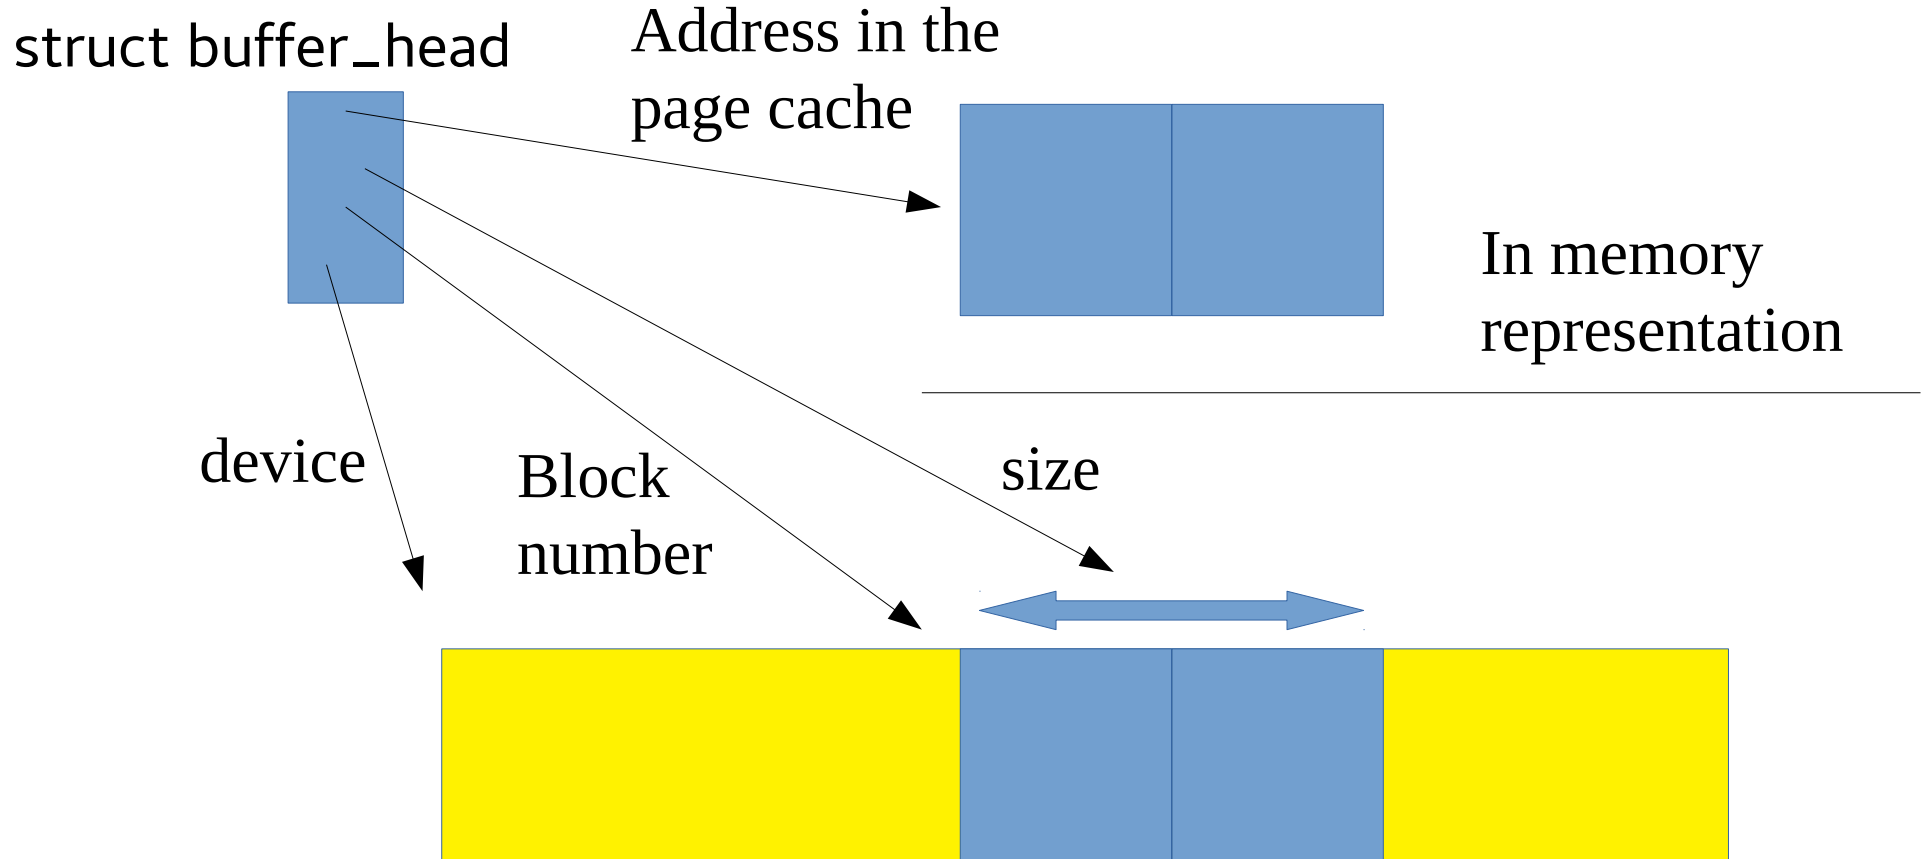 struct buffer_head
Address in the
page cache
In memory
representation
device
Block
number
size